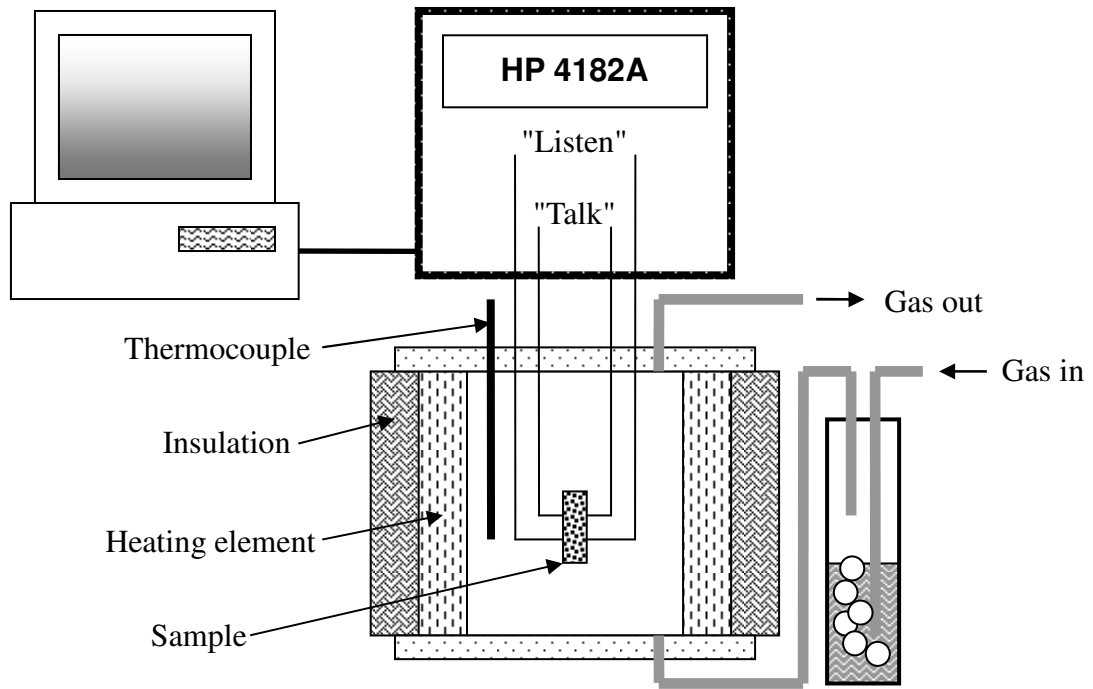 HP 4182A
"Listen"
"Talk"
Gas out
Thermocouple
Gas in
Insulation
Heating element
Sample